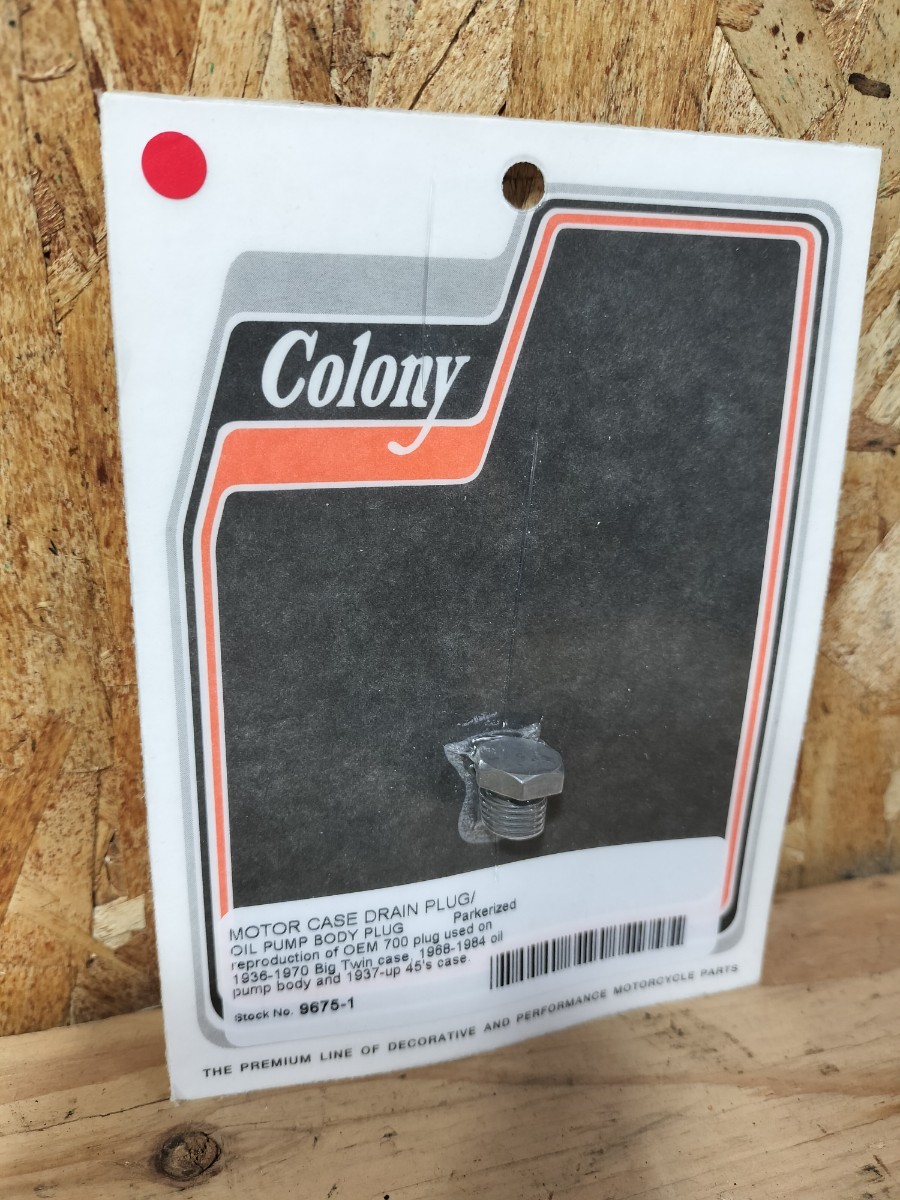 Colony
MOTOR CASE DRAIN PLUG/
OIL PUMP BODY PLUG Parkerized
reproduction of OEM 700 plug used on
1936-1970 Big Twin case, 1968-1984 oil
pump body and 1937-up 45's case.
Stock No. 9675-1
THE PREMIUM LINE OF DECORATIVE AND PERFORMANCE MOTORCYCLE PARTS